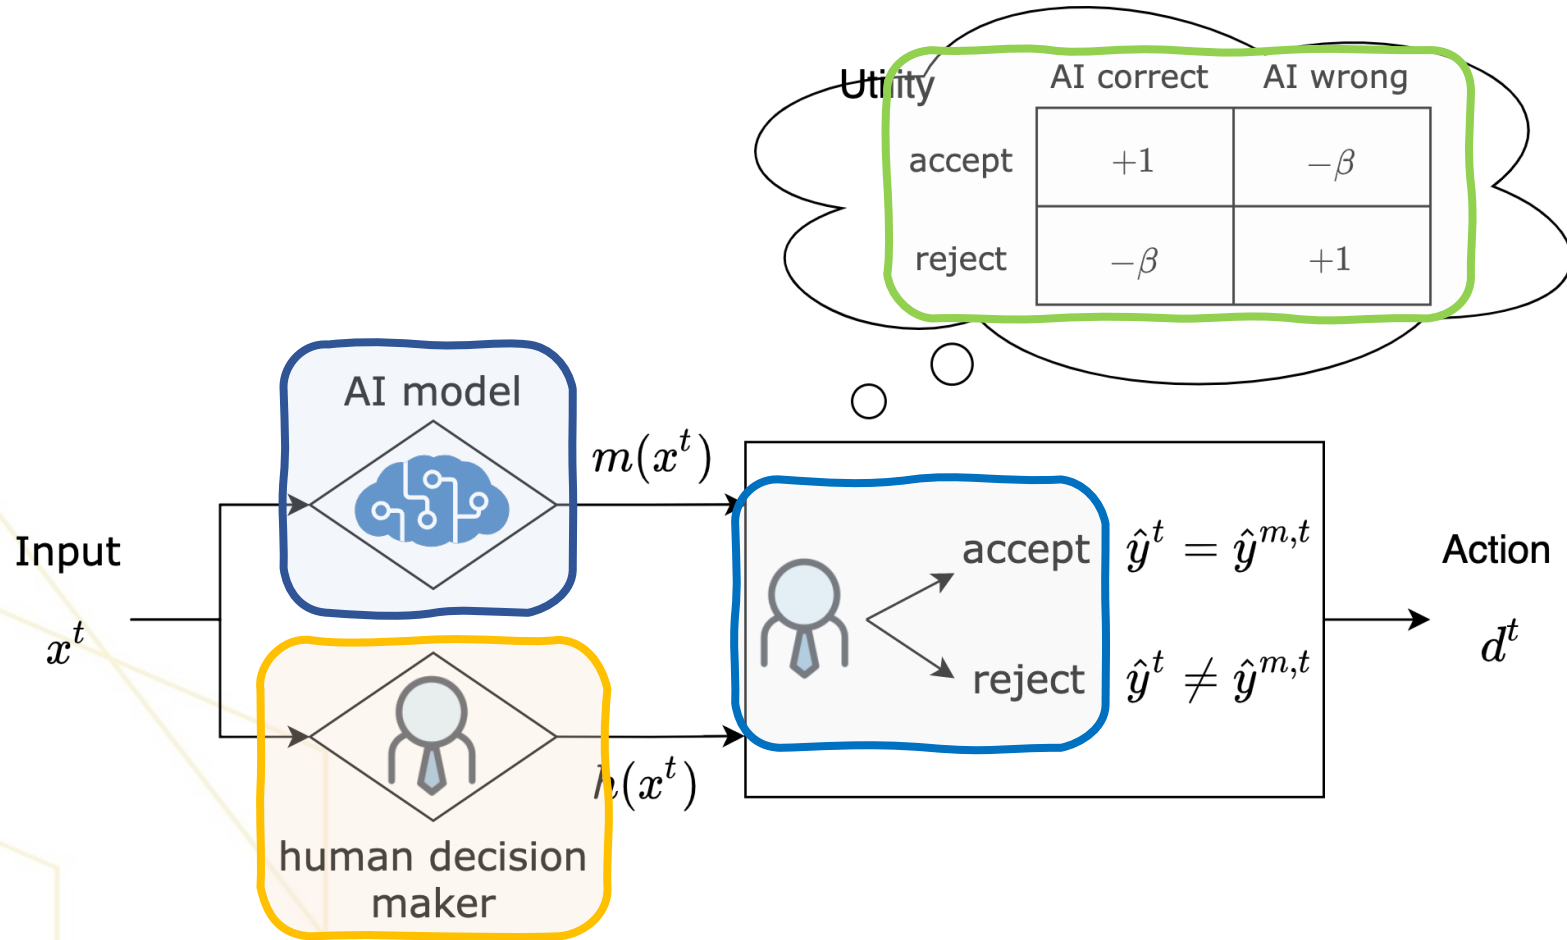 Utility AI correct AI wrong
accept +1 −β
reject −β +1
AI model
m(x^t)
Input
x^t
accept ŷ^t = ŷ^{m,t}
reject ŷ^t ≠ ŷ^{m,t}
Action
d^t
h(x^t)
human decision
maker